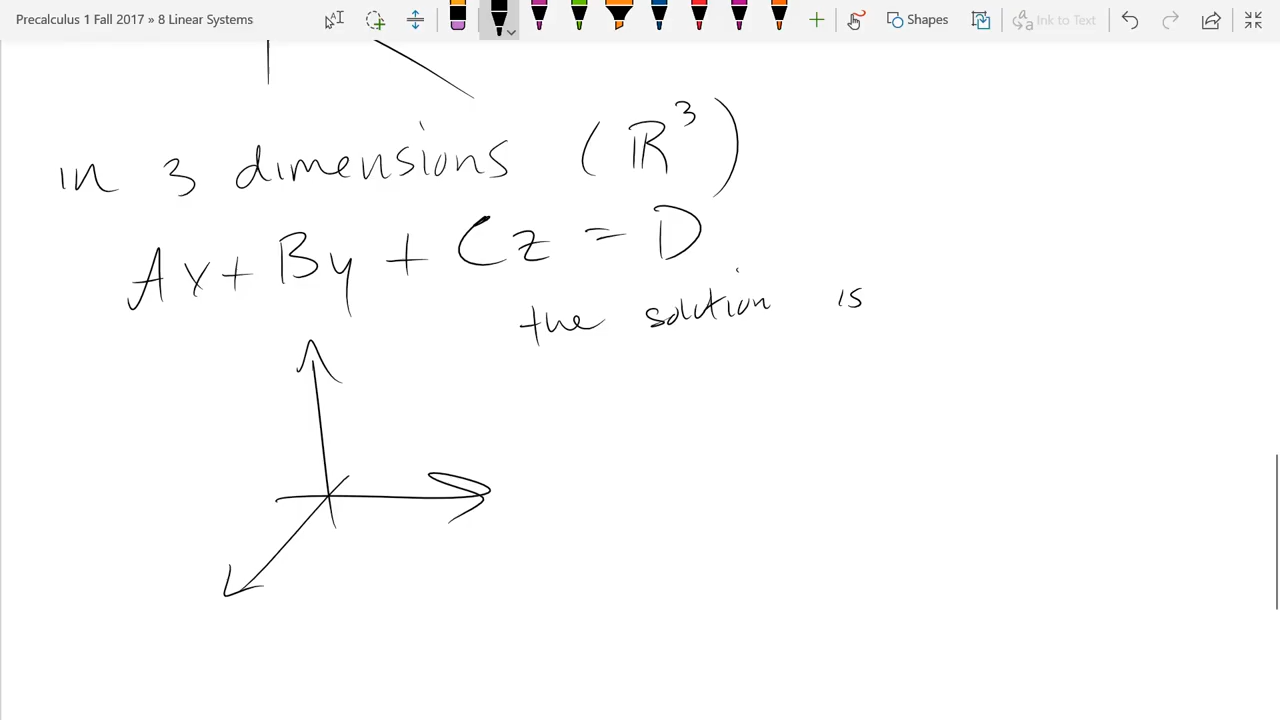 Precalculus 1 Fall 2017 » 8 Linear Systems
Shapes
Ink to Text
in 3 dimensions (ℝ³)
Ax + By + Cz = D
the solution is